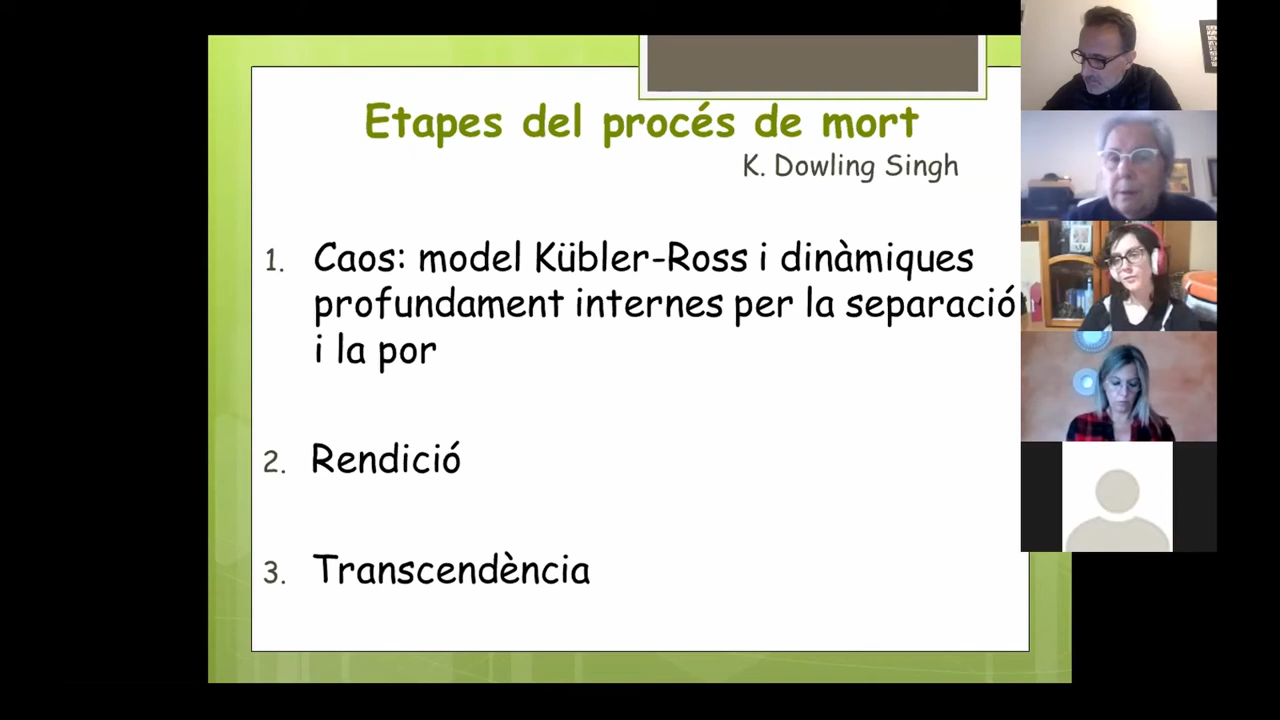 Etapes del procés de mort
K. Dowling Singh
1. Caos: model Kübler-Ross i dinàmiques
profundament internes per la separació
i la por
2. Rendició
3. Transcendència